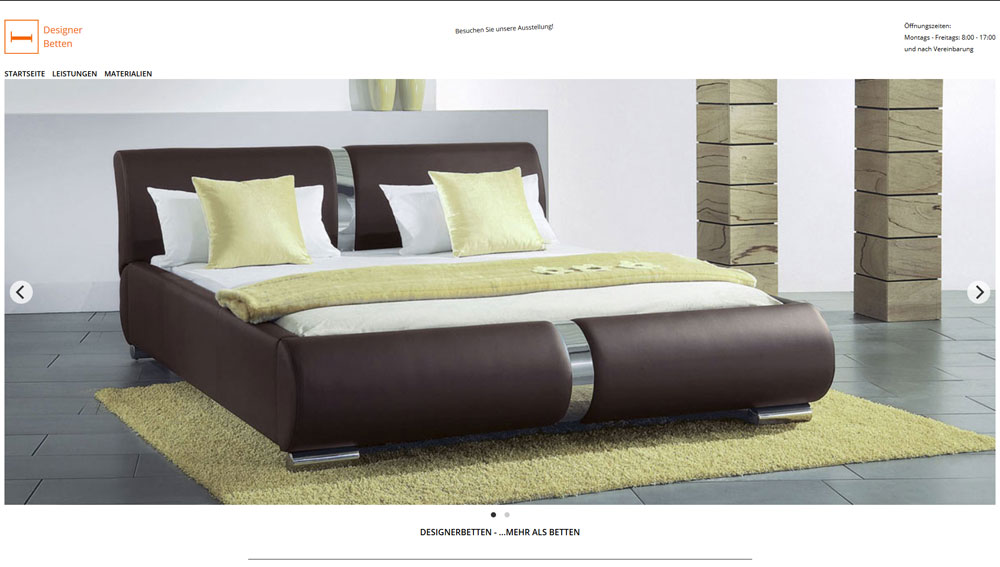 Designer
Betten
Besuchen Sie unsere Ausstellung!
Öffnungszeiten:
Montags - Freitags: 8:00 - 17:00
und nach Vereinbarung
STARTSEITE LEISTUNGEN MATERIALIEN
DESIGNERBETTEN - ...MEHR ALS BETTEN